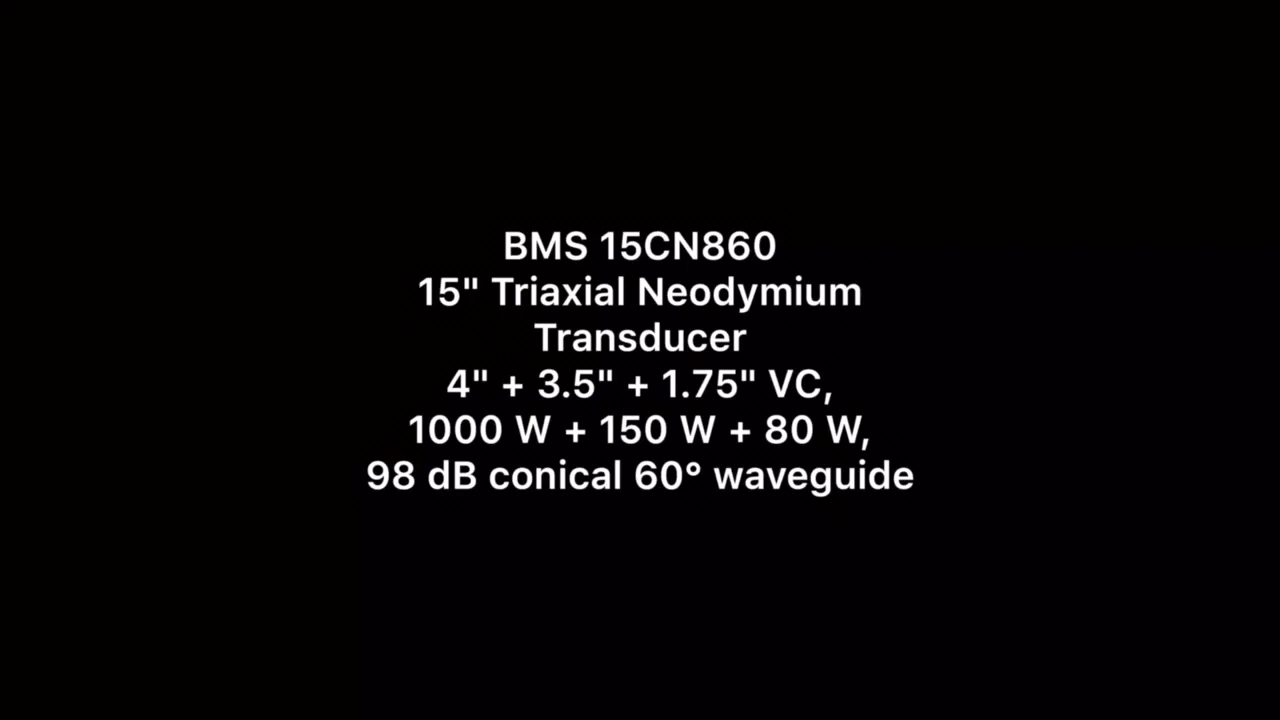 BMS 15CN860
15" Triaxial Neodymium
Transducer
4" + 3.5" + 1.75" VC,
1000 W + 150 W + 80 W,
98 dB conical 60° waveguide